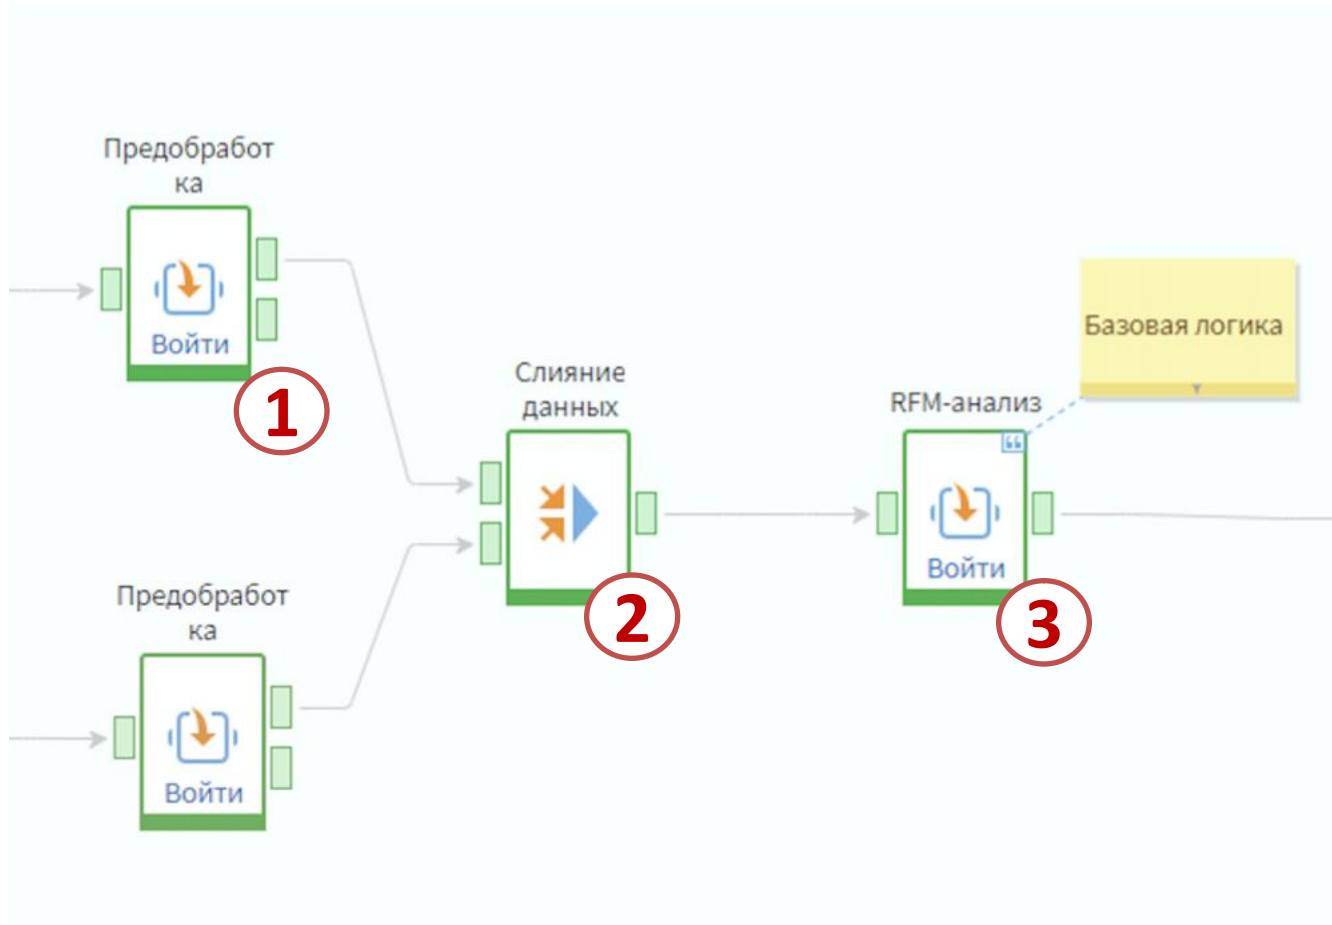 Предобработ
ка
Войти
1
Слияние
данных
2
Базовая логика
RFM-анализ
Войти
3
Предобработ
ка
Войти